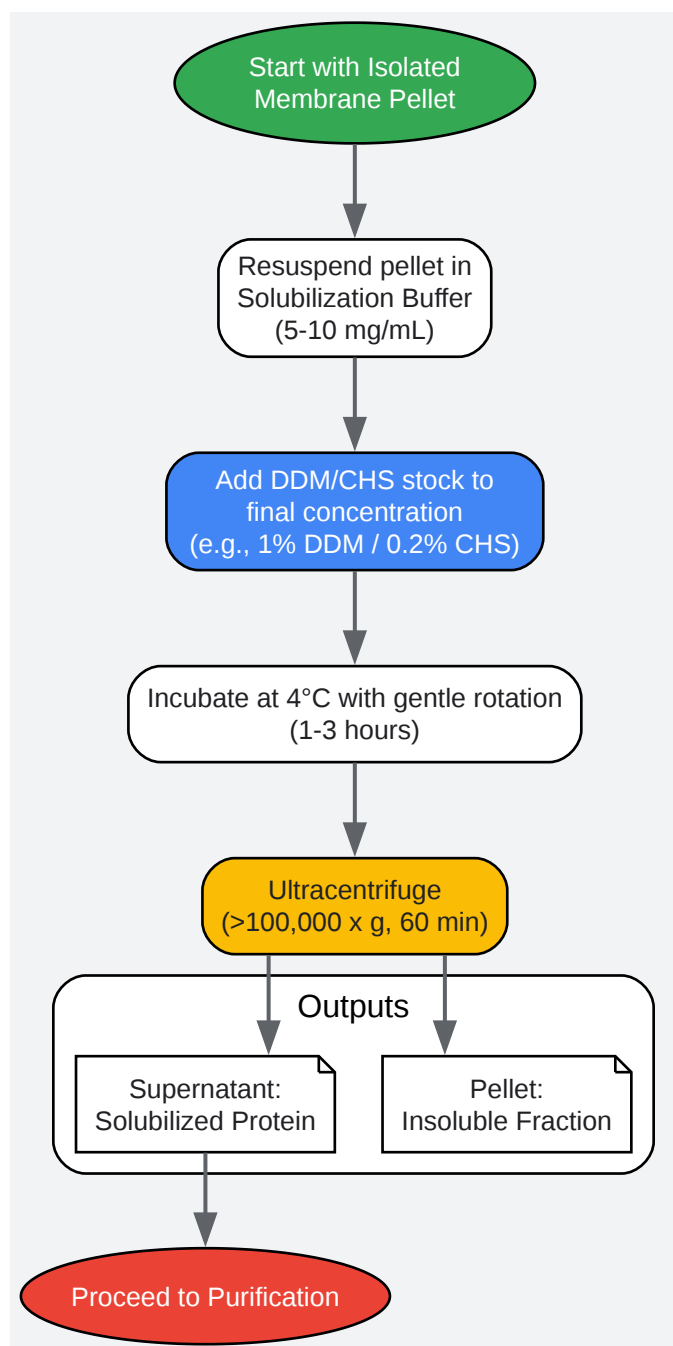 Start with Isolated
Membrane Pellet
Resuspend pellet in
Solubilization Buffer
(5-10 mg/mL)
Add DDM/CHS stock to
final concentration
(e.g., 1% DDM / 0.2% CHS)
Incubate at 4°C with gentle rotation
(1-3 hours)
Ultracentrifuge
(>100,000 x g, 60 min)
Outputs
Supernatant:
Solubilized Protein
Pellet:
Insoluble Fraction
Proceed to Purification